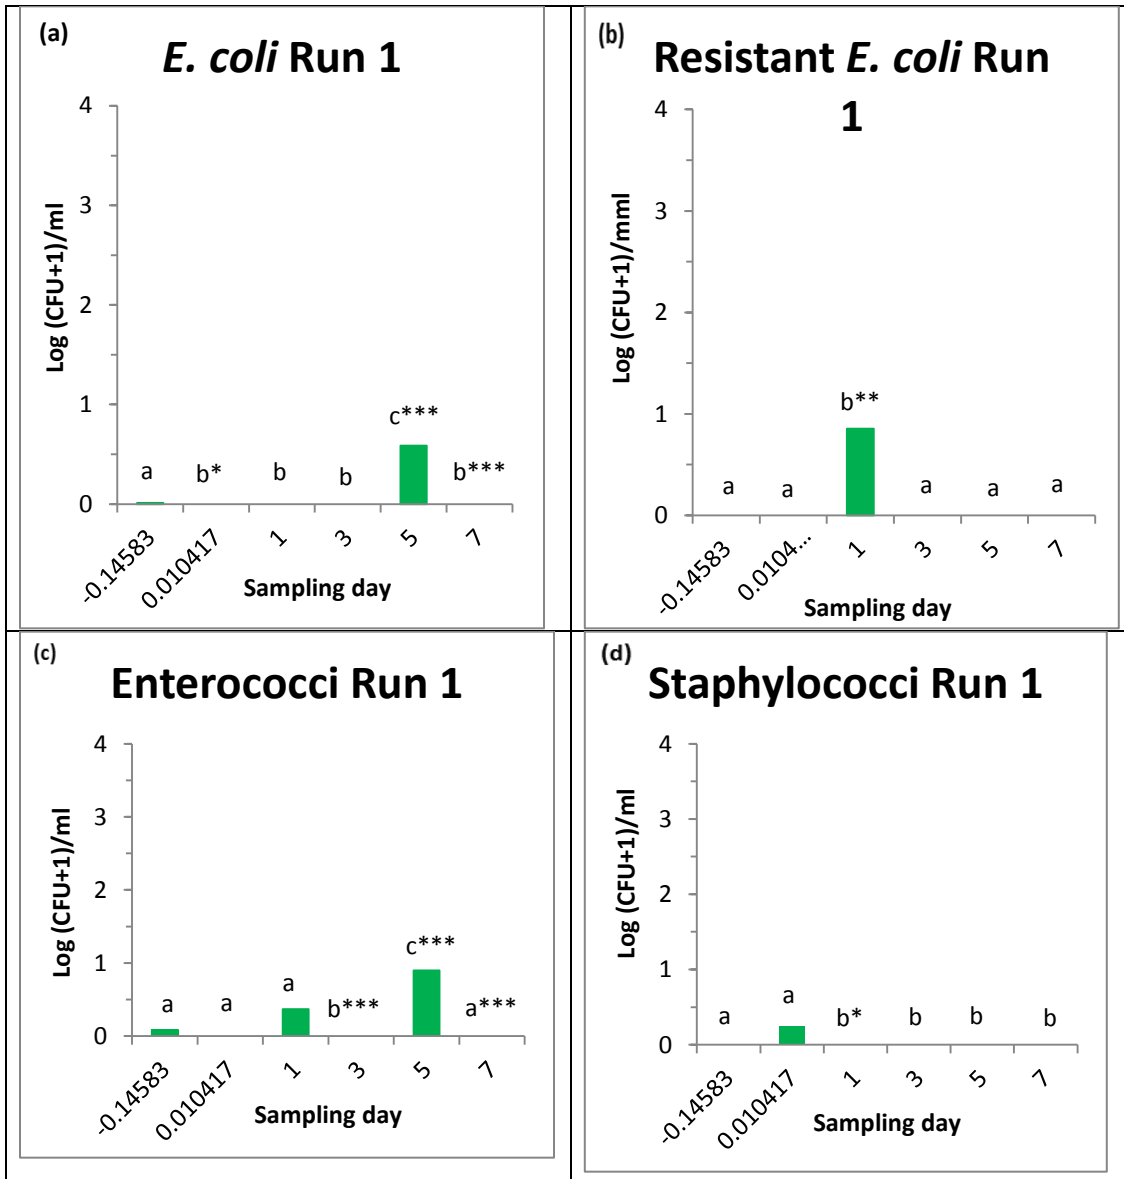 (a)
E. coli Run 1
4
3
2
1
0
Log (CFU+1)/ml
a
b*
b
b
c***
b***
-0.14583
0.010417
1
3
5
7
Sampling day
(b)
Resistant E. coli Run
1
4
3
2
1
0
Log (CFU+1)/mml
a
a
b**
a
a
a
-0.14583
0.0104...
1
3
5
7
Sampling day
(c)
Enterococci Run 1
4
3
2
1
0
Log (CFU+1)/ml
a
a
a
b***
c***
a***
-0.14583
0.010417
1
3
5
7
Sampling day
(d)
Staphylococci Run 1
4
3
2
1
0
Log (CFU+1)/ml
a
a
b*
b
b
b
-0.14583
0.010417
1
3
5
7
Sampling day